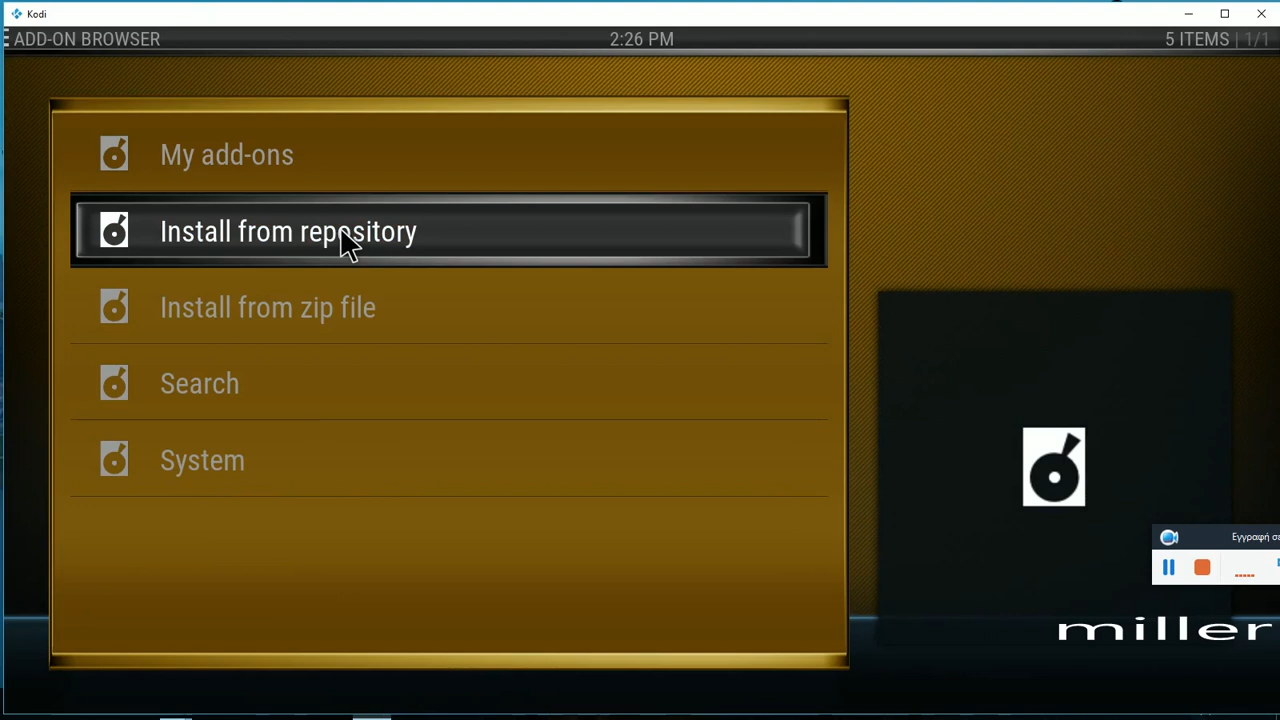 Kodi
ADD-ON BROWSER
2:26 PM
5 ITEMS | 1/1
My add-ons
Install from repository
Install from zip file
Search
System
Εγγραφή
miller